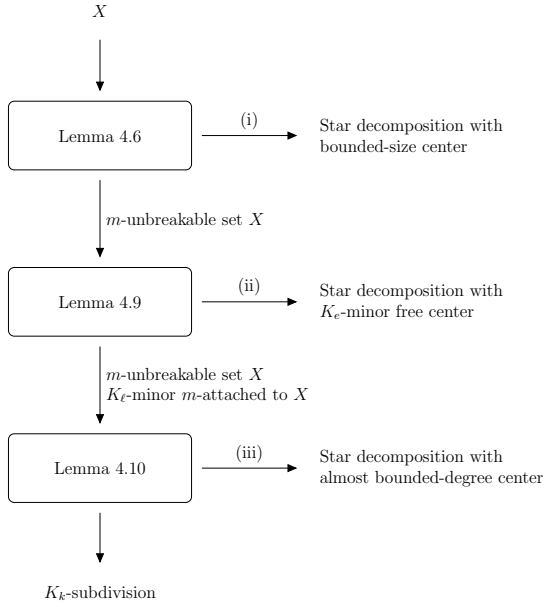 X
Lemma 4.6
(i)
Star decomposition with
bounded-size center
m-unbreakable set X
Lemma 4.9
(ii)
Star decomposition with
K_e-minor free center
m-unbreakable set X
K_ℓ-minor m-attached to X
Lemma 4.10
(iii)
Star decomposition with
almost bounded-degree center
K_k-subdivision